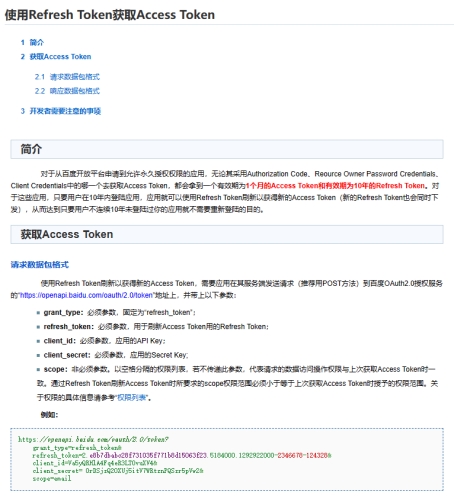 使用Refresh Token获取Access Token
1 简介
2 获取Access Token
2.1 请求数据包格式
2.2 响应数据包格式
3 开发者需要注意的事项
简介
对于从百度开放平台申请到允许永久授权权限的应用，无论其采用Authorization Code、Reource Owner Password Credentials、
Client Credentials中的哪一个去获取Access Token，都会拿到一个有效期为1个月的Access Token和有效期为10年的Refresh Token。对
于这些应用，只要用户在10年内登陆应用，应用就可以使用Refresh Token刷新以获得新的Access Token（新的Refresh Token也会同时下
发），从而达到只要用户不连续10年未登陆过你的应用就不需要重新登陆的目的。
获取Access Token
请求数据包格式
使用Refresh Token刷新以获得新的Access Token，需要应用在其服务端发送请求（推荐用POST方法）到百度OAuth2.0授权服务
的“https://openapi.baidu.com/oauth/2.0/token”地址上，并带上以下参数：
grant_type：必须参数，固定为“refresh_token”；
refresh_token：必须参数，用于刷新Access Token用的Refresh Token；
client_id：必须参数，应用的API Key；
client_secret：必须参数，应用的Secret Key；
scope：非必须参数。以空格分隔的权限列表，若不传递此参数，代表请求的数据访问操作权限与上次获取Access Token时一
致。通过Refresh Token刷新Access Token时所要求的scope权限范围必须小于等于上次获取Access Token时授予的权限范围。关
于权限的具体信息请参考“权限列表”。
例如：
https://openapi.baidu.com/oauth/2.0/token?
grant_type=refresh_token&
refresh_token=2.e8b7dbabc28f731035f771b8d15063f23.5184000.1292922000-2346678-124328&
client_id=Va5yQRHlA4Fq4eR3LT0vuXV4&
client_secret= 0rDSjzQ20XUj5itV7WRtznPQSzr5pVw2&
scope=email